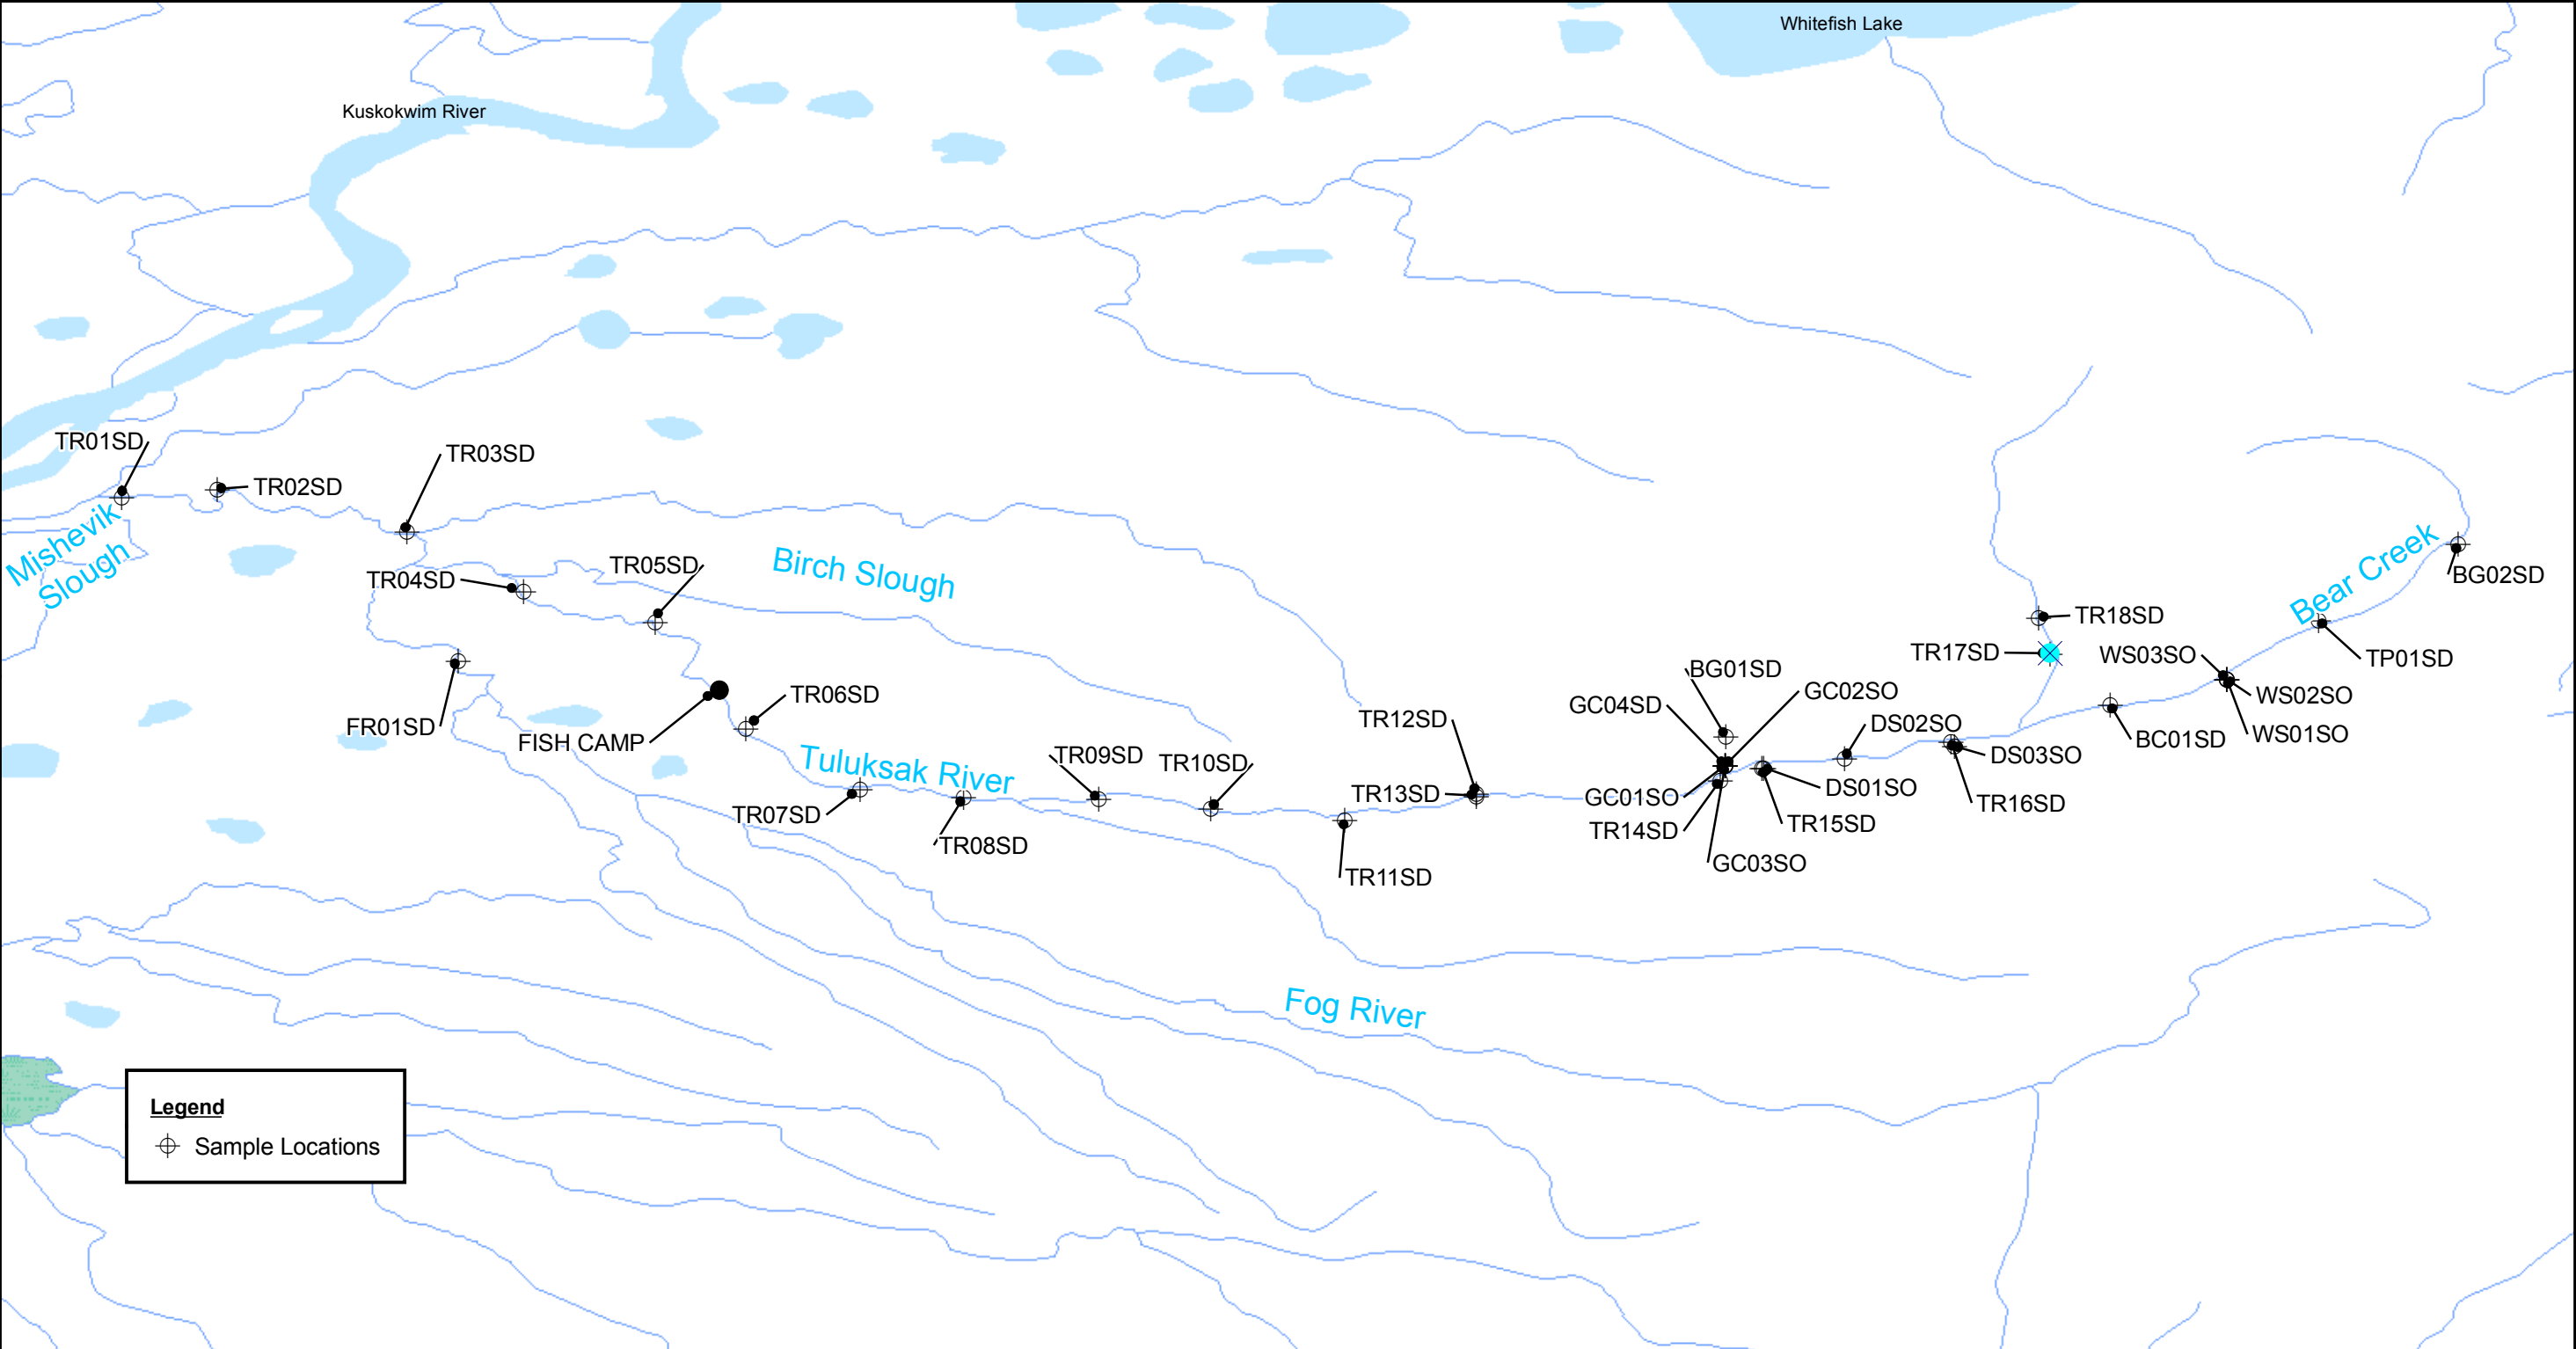 Whitefish Lake
Kuskokwim River
TR01SD
TR02SD
TR03SD
Mishevik
Slough
TR04SD
TR05SD
Birch Slough
FR01SD
FISH CAMP
TR06SD
Tuluksak River
TR07SD
TR08SD
TR09SD
TR10SD
TR11SD
TR12SD
TR13SD
BG01SD
GC04SD
GC02SO
GC01SO
TR14SD
GC03SO
TR15SD
DS01SO
DS02SO
DS03SO
TR16SD
TR17SD
TR18SD
BC01SD
WS03SO
WS02SO
WS01SO
TP01SD
Bear Creek
BG02SD
Fog River
Legend
Sample Locations